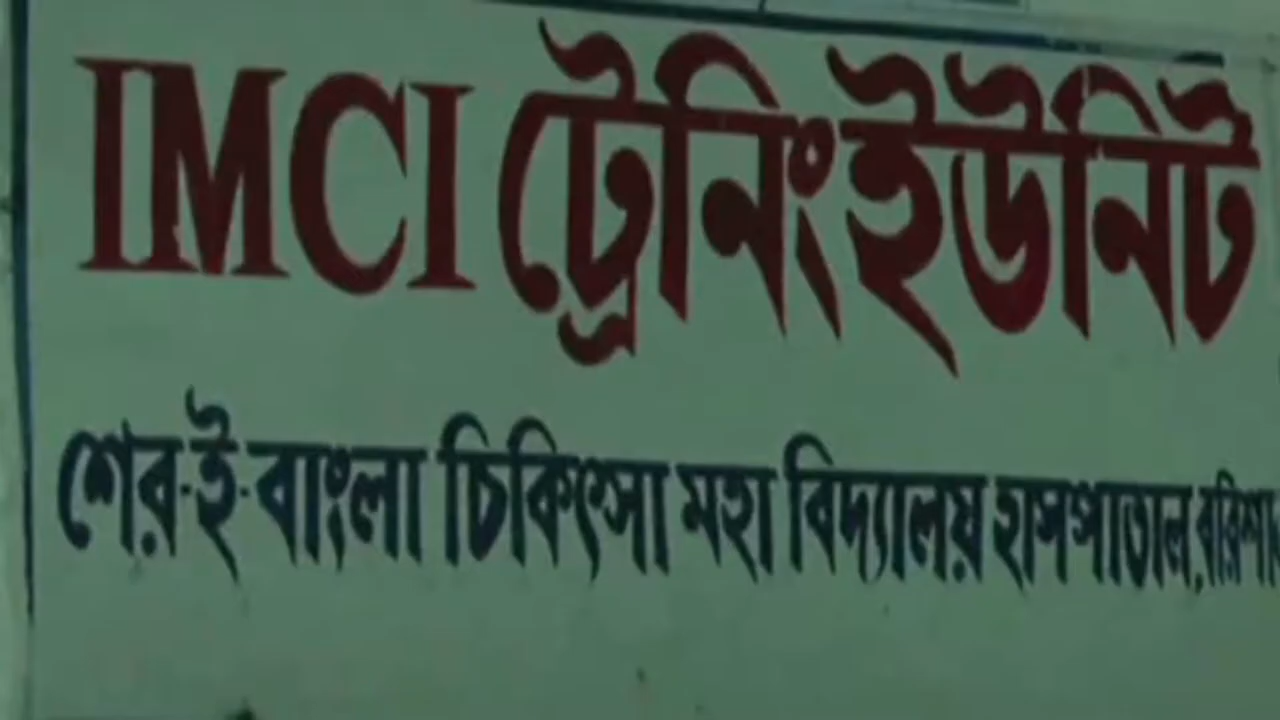 IMCI ট্রেনিং ইউনিট
শের-ই-বাংলা চিকিৎসা মহা বিদ্যালয় হাসপাতাল,